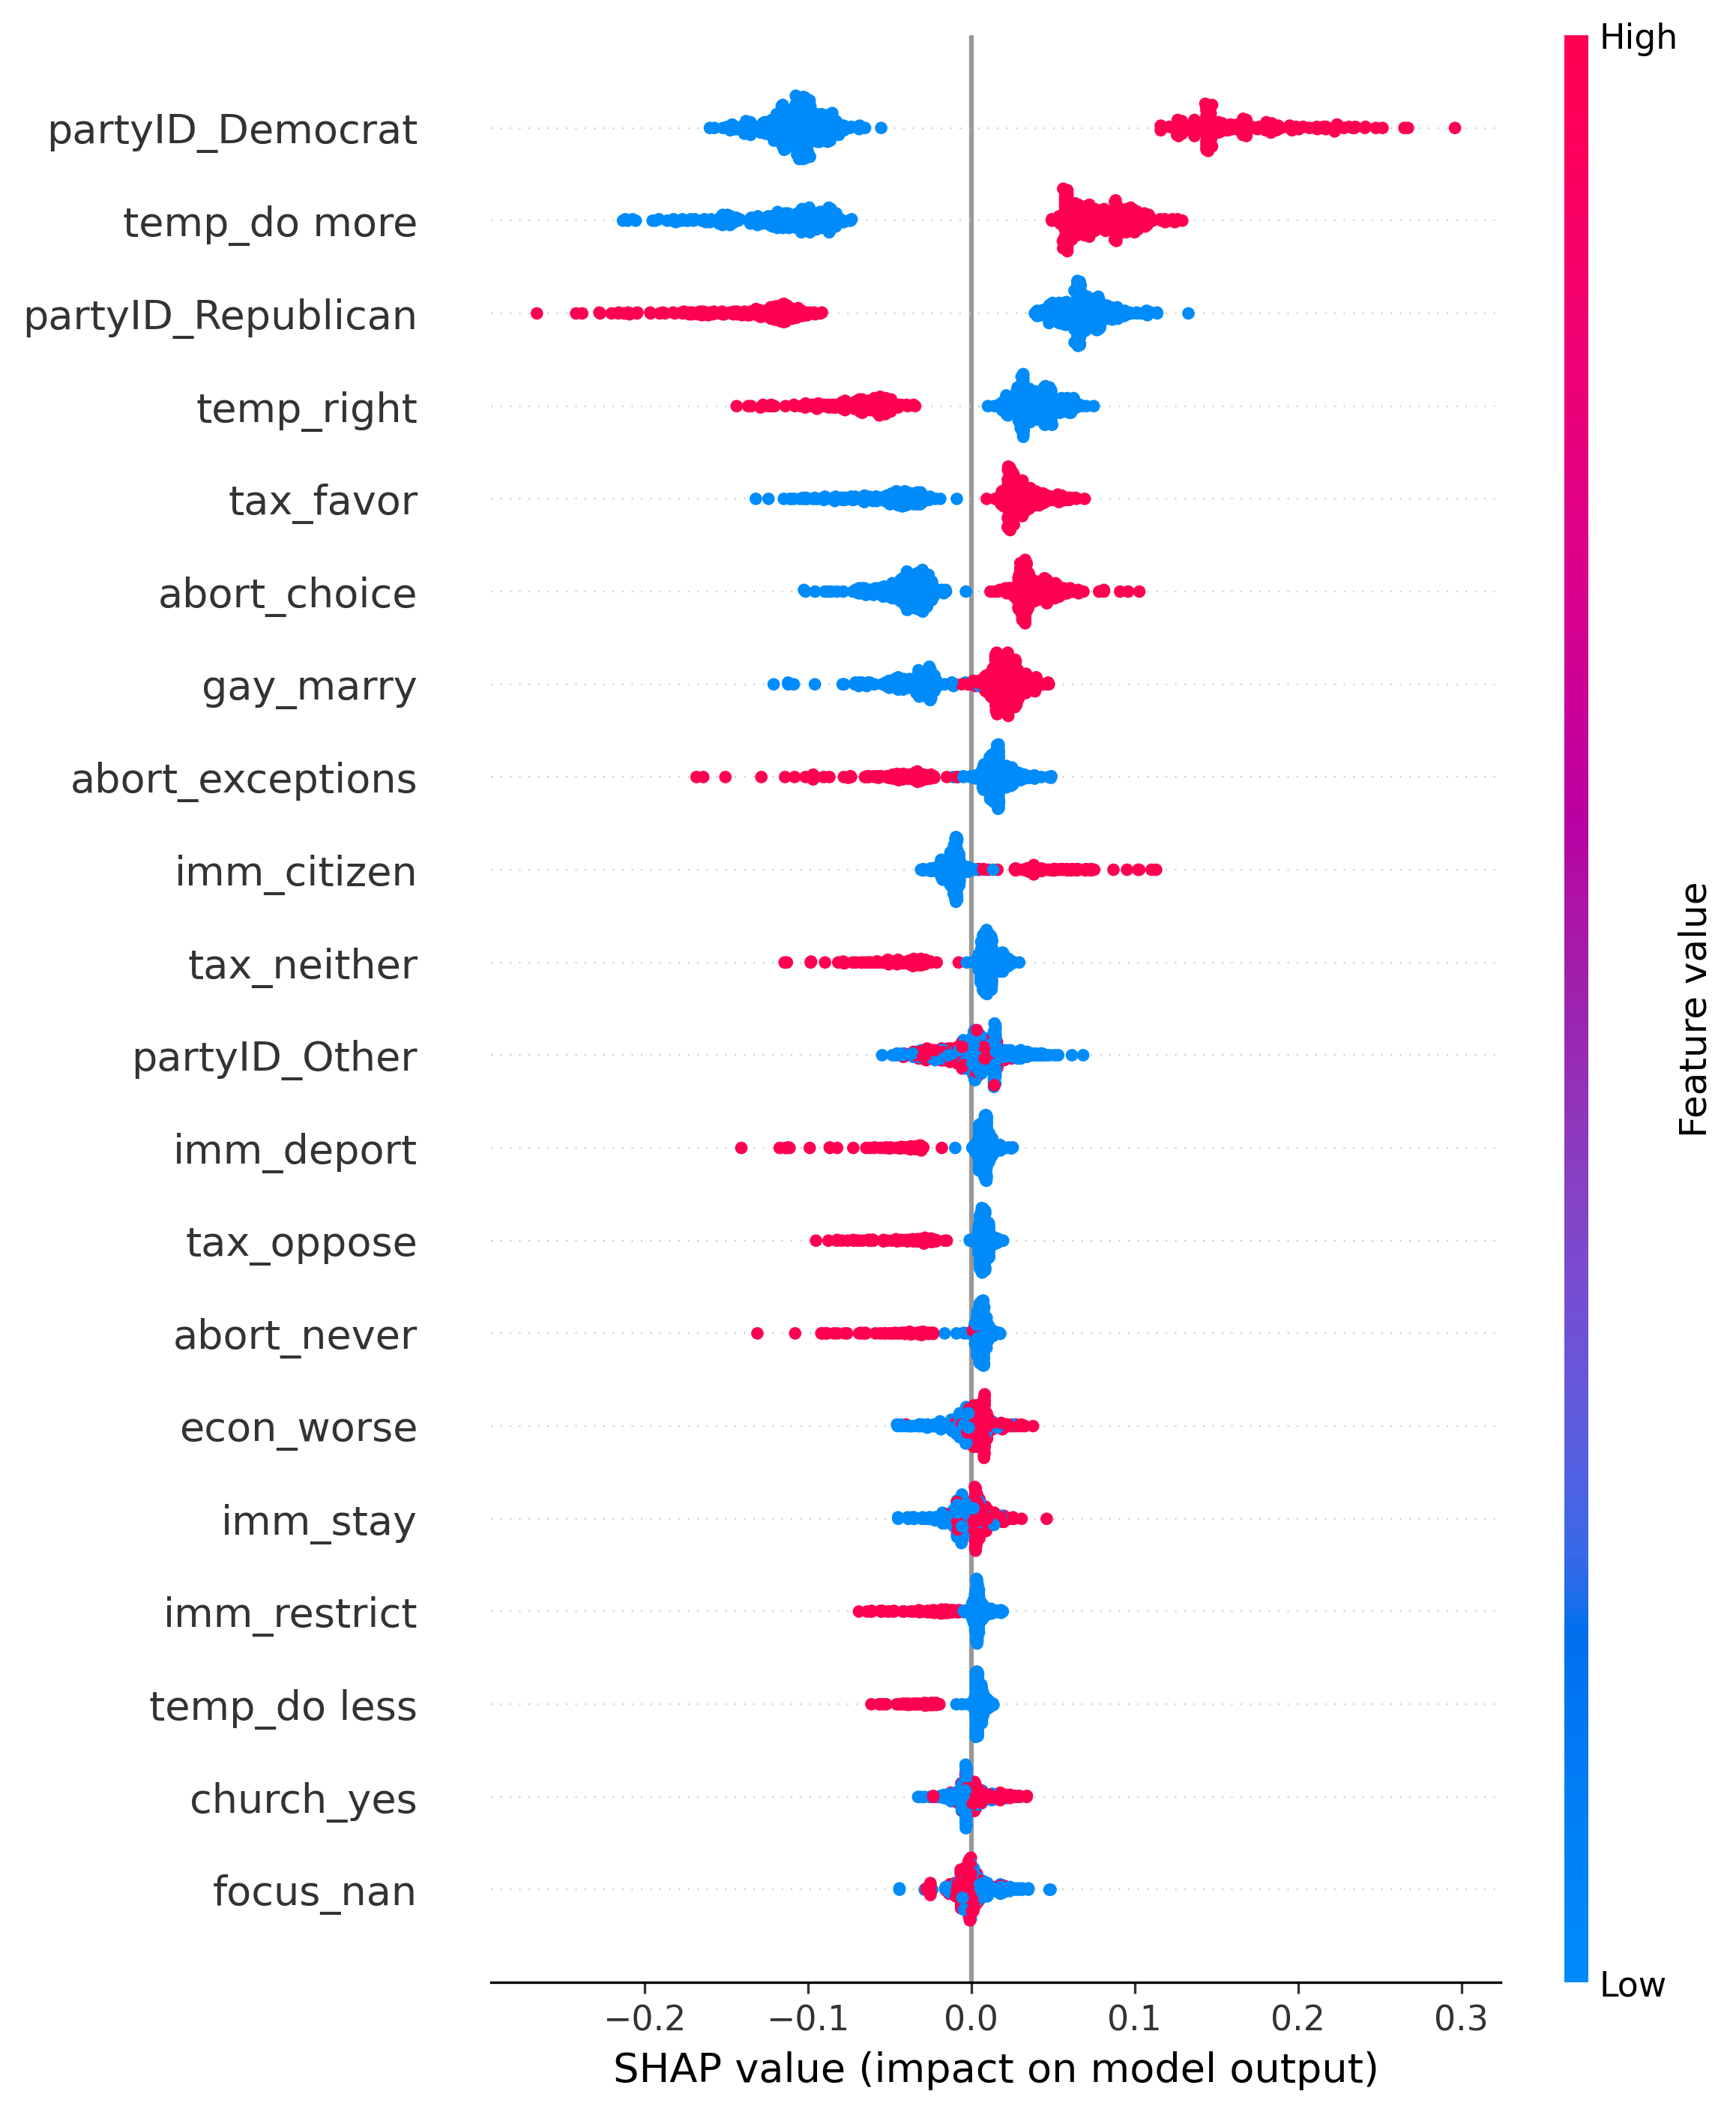 High
partyID_Democrat
temp_do more
partyID_Republican
temp_right
tax_favor
abort_choice
gay_marry
abort_exceptions
imm_citizen
tax_neither
partyID_Other
imm_deport
tax_oppose
abort_never
econ_worse
imm_stay
imm_restrict
temp_do less
church_yes
focus_nan
Feature value
Low
−0.2 −0.1 0.0 0.1 0.2 0.3
SHAP value (impact on model output)